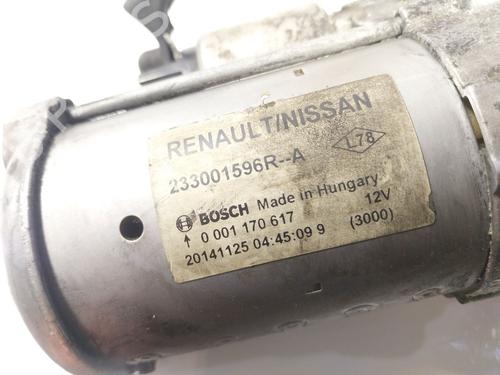 RENAULT/NISSAN
233001596R--A
L78
BOSCH Made in Hungary
0 001 170 617 12V
20141125 04:45:09 9 (3000)